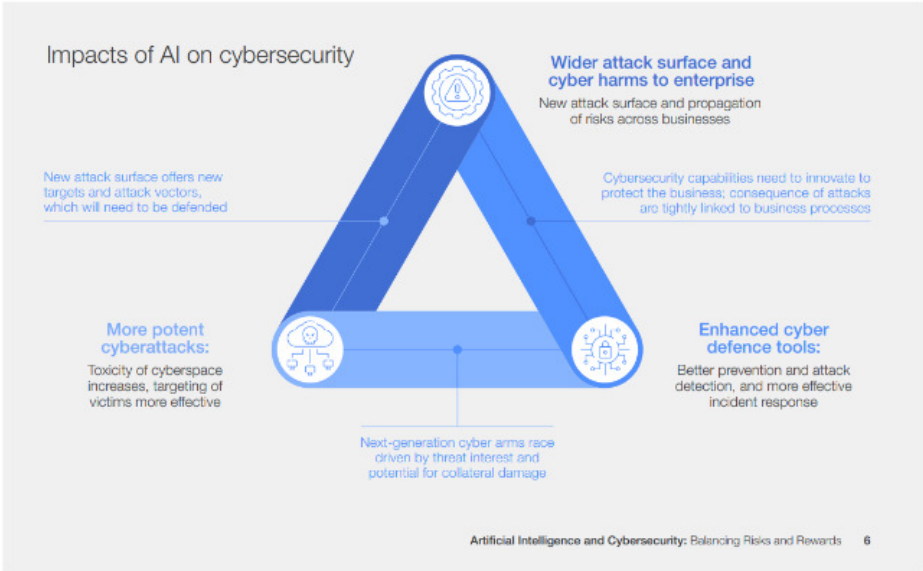 Impacts of AI on cybersecurity
Wider attack surface and
cyber harms to enterprise
New attack surface and propagation
of risks across businesses
New attack surface offers new
targets and attack vectors,
which will need to be defended
Cybersecurity capabilities need to innovate to
protect the business; consequence of attacks
are tightly linked to business processes
More potent
cyberattacks:
Toxicity of cyberspace
increases, targeting of
victims more effective
Enhanced cyber
defence tools:
Better prevention and attack
detection, and more effective
incident response
Next-generation cyber arms race
driven by threat interest and
potential for collateral damage
Artificial Intelligence and Cybersecurity: Balancing Risks and Rewards 6